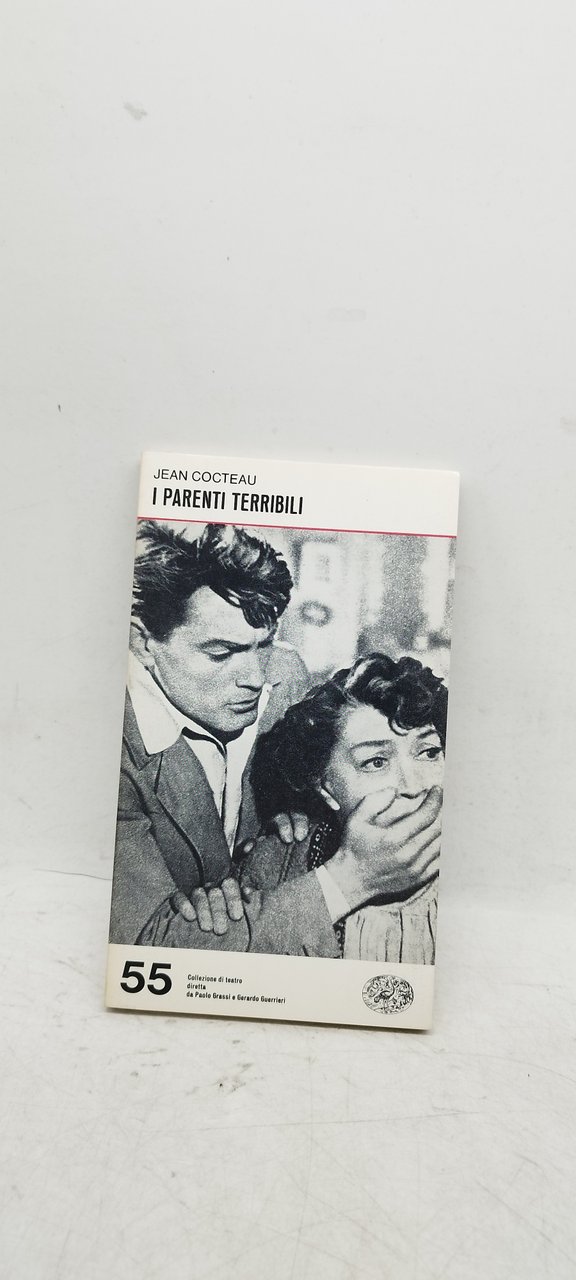 JEAN COCTEAU
I PARENTI TERRIBILI
55
Collezione di teatro
diretta
da Paolo Grassi e Gerardo Guerrieri